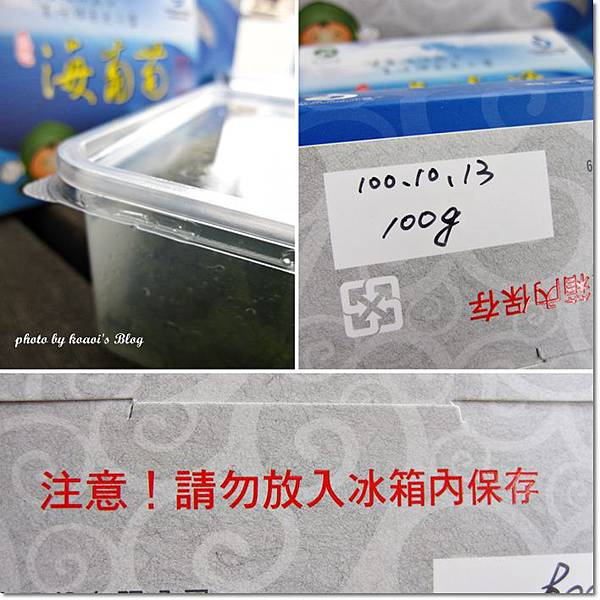 海葡萄
photo by koaoi's Blog
100.10.13
100g
箱內保存
注意！請勿放入冰箱內保存